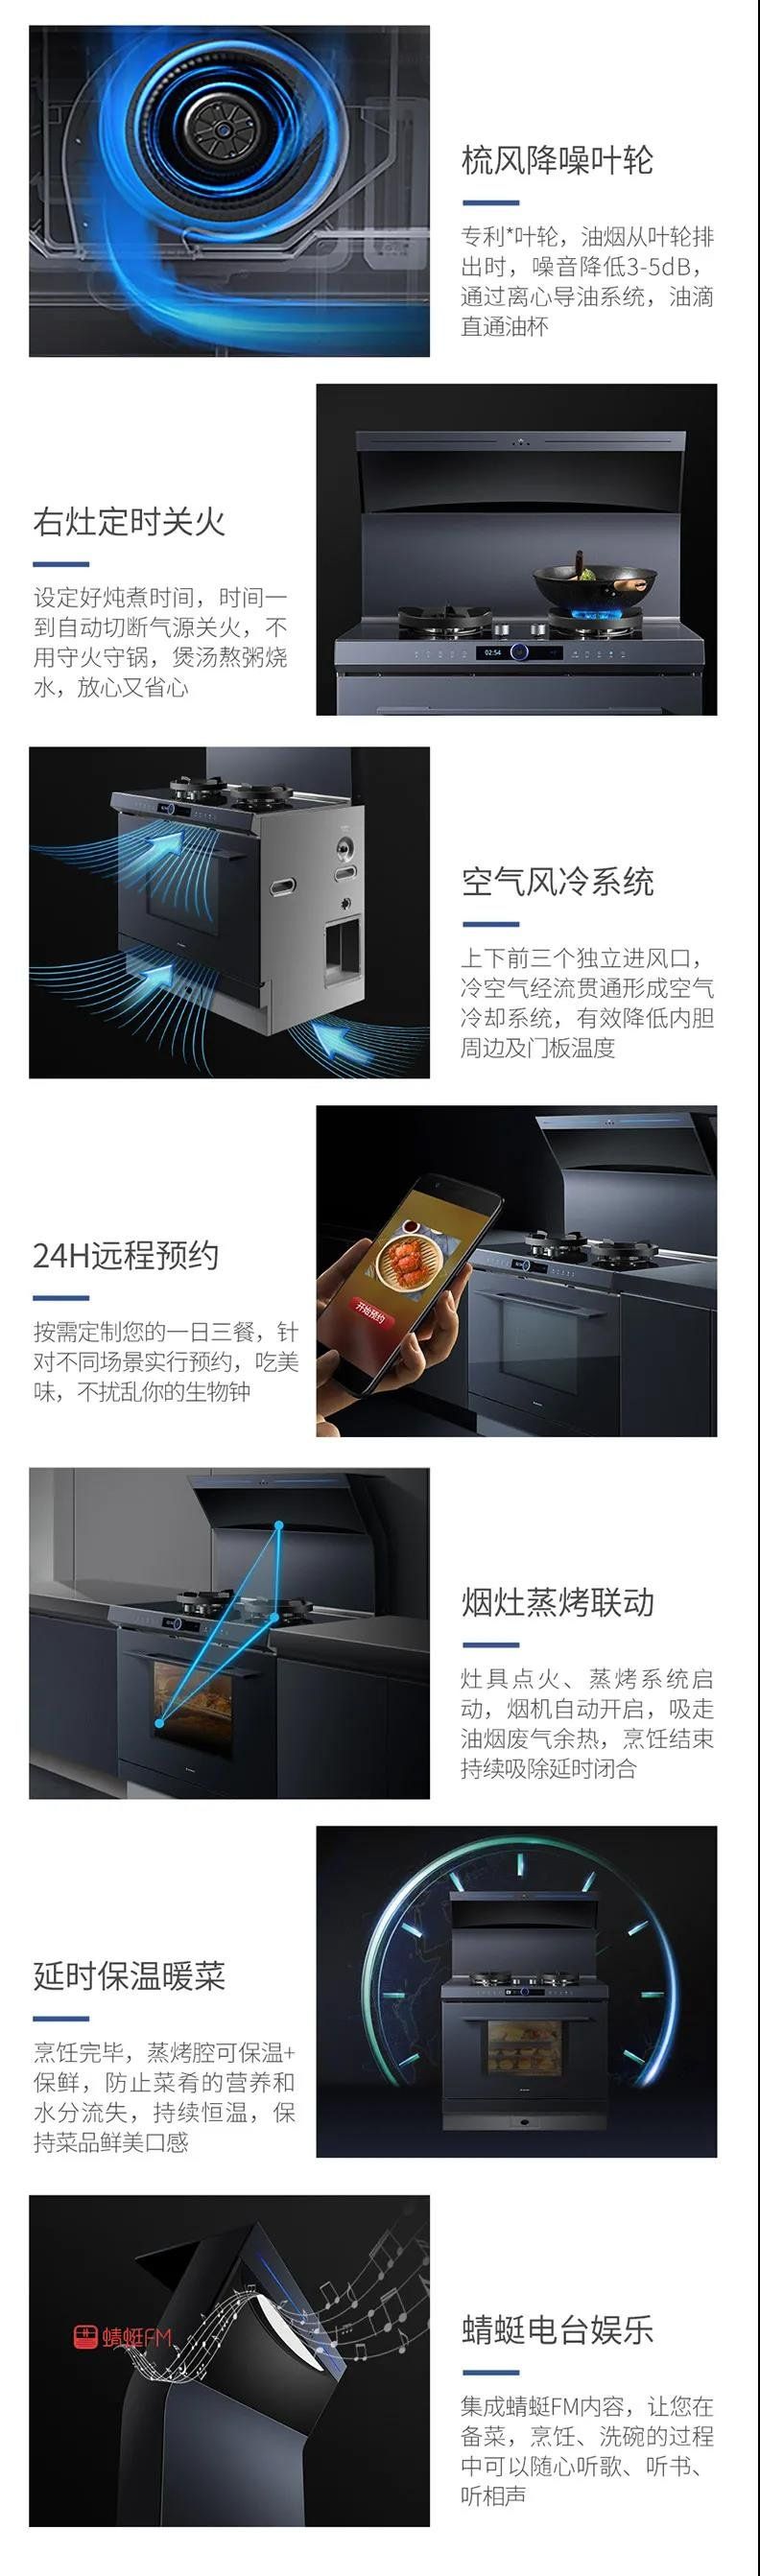 梳风降噪叶轮
专利*叶轮，油烟从叶轮排
出时，噪音降低3-5dB，
通过离心导油系统，油滴
直通油杯
右灶定时关火
设定好炖煮时间，时间一
到自动切断气源关火，不
用守火守锅，煲汤熬粥烧
水，放心又省心
02:54
空气风冷系统
上下前三个独立进风口，
冷空气经流贯通形成空气
冷却系统，有效降低内胆
周边及门板温度
24H远程预约
按需定制您的一日三餐，针
对不同场景实行预约，吃美
味，不扰乱你的生物钟
开始预约
烟灶蒸烤联动
灶具点火、蒸烤系统启
动，烟机自动开启，吸走
油烟废气余热，烹饪结束
持续吸除延时闭合
延时保温暖菜
烹饪完毕，蒸烤腔可保温+
保鲜，防止菜肴的营养和
水分流失，持续恒温，保
持菜品鲜美口感
蜻蜓FM
蜻蜓电台娱乐
集成蜻蜓FM内容，让您在
备菜，烹饪、洗碗的过程
中可以随心听歌、听书、
听相声